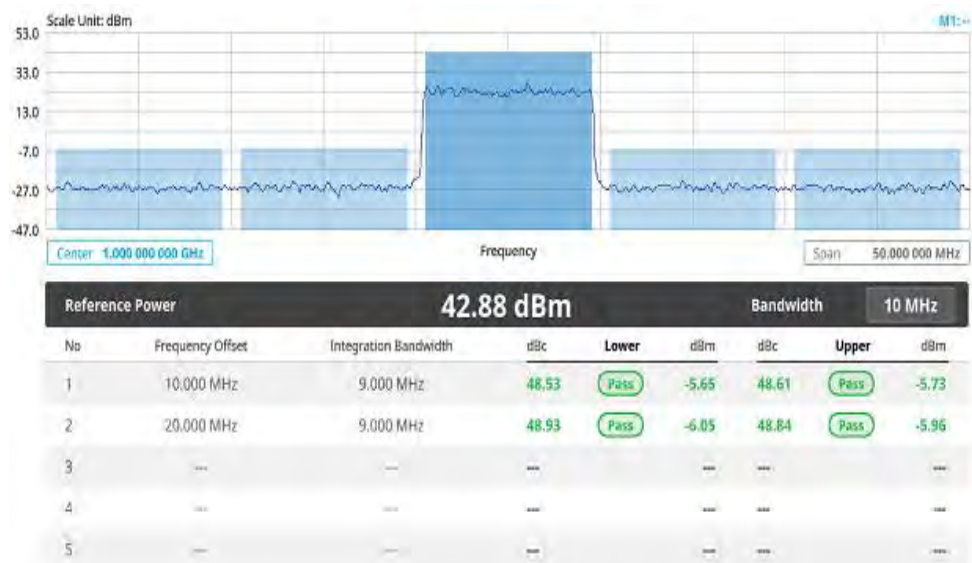 Scale Unit: dBm M1:--
53.0
33.0
13.0
-7.0
-27.0
-47.0
Center 1.000 000 000 GHz Frequency Span 50.000 000 MHz
Reference Power 42.88 dBm Bandwidth 10 MHz
No Frequency Offset Integration Bandwidth dBc Lower dBm dBc Upper dBm
1 10.000 MHz 9.000 MHz 48.53 Pass -5.65 48.61 Pass -5.73
2 20.000 MHz 9.000 MHz 48.93 Pass -6.05 48.84 Pass -5.96
3 --- --- --- --- --- ---
4 --- --- --- --- --- ---
5 --- --- --- --- --- ---